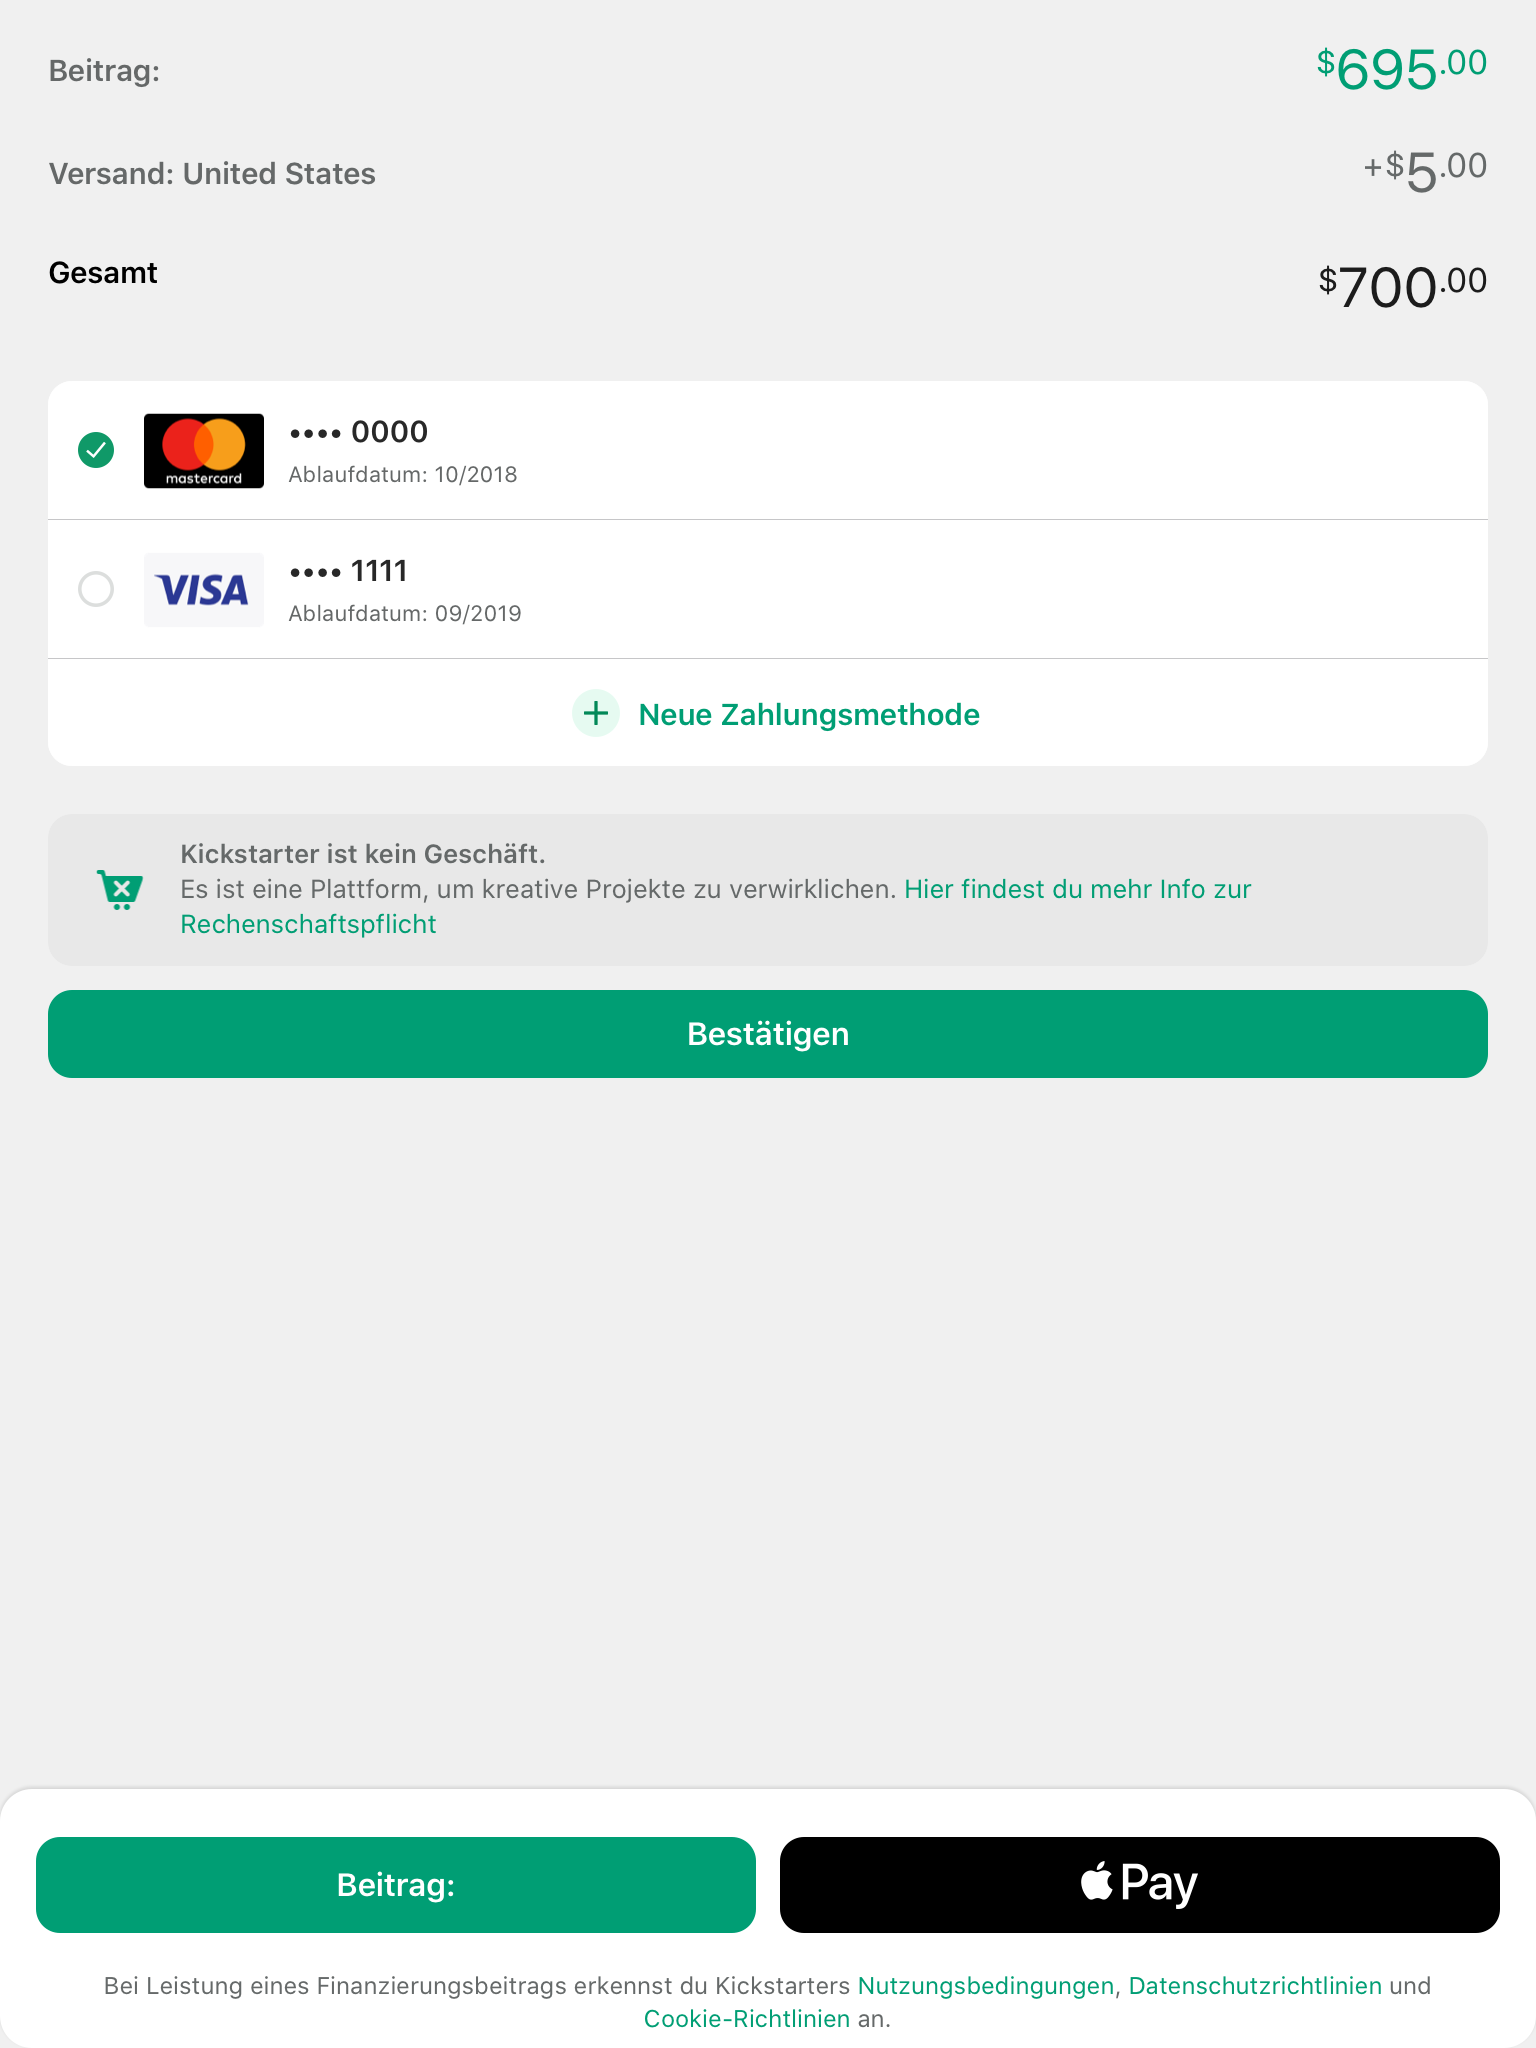 Beitrag:
$695.00
Versand: United States
+$5.00
Gesamt
$700.00
mastercard
•••• 0000
Ablaufdatum: 10/2018
VISA
•••• 1111
Ablaufdatum: 09/2019
Neue Zahlungsmethode
Kickstarter ist kein Geschäft.
Es ist eine Plattform, um kreative Projekte zu verwirklichen. Hier findest du mehr Info zur
Rechenschaftspflicht
Bestätigen
Beitrag:
Pay
Bei Leistung eines Finanzierungsbeitrags erkennst du Kickstarters Nutzungsbedingungen, Datenschutzrichtlinien und
Cookie-Richtlinien an.